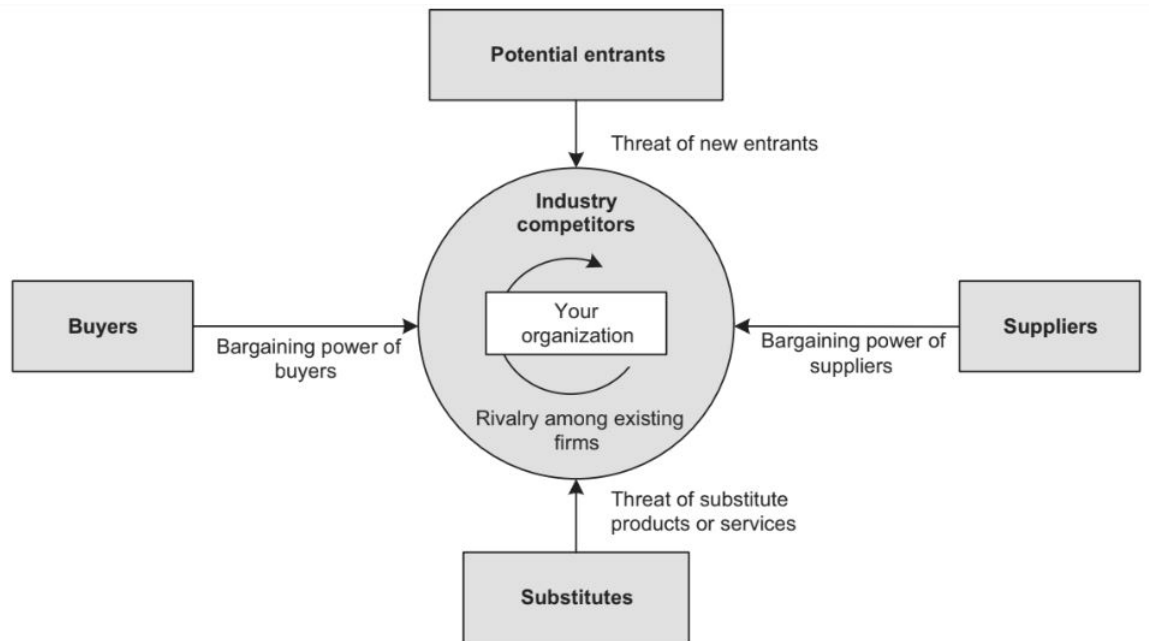 Potential entrants
Threat of new entrants
Industry
competitors
Your
organization
Rivalry among existing
firms
Buyers
Bargaining power of
buyers
Suppliers
Bargaining power of
suppliers
Threat of substitute
products or services
Substitutes